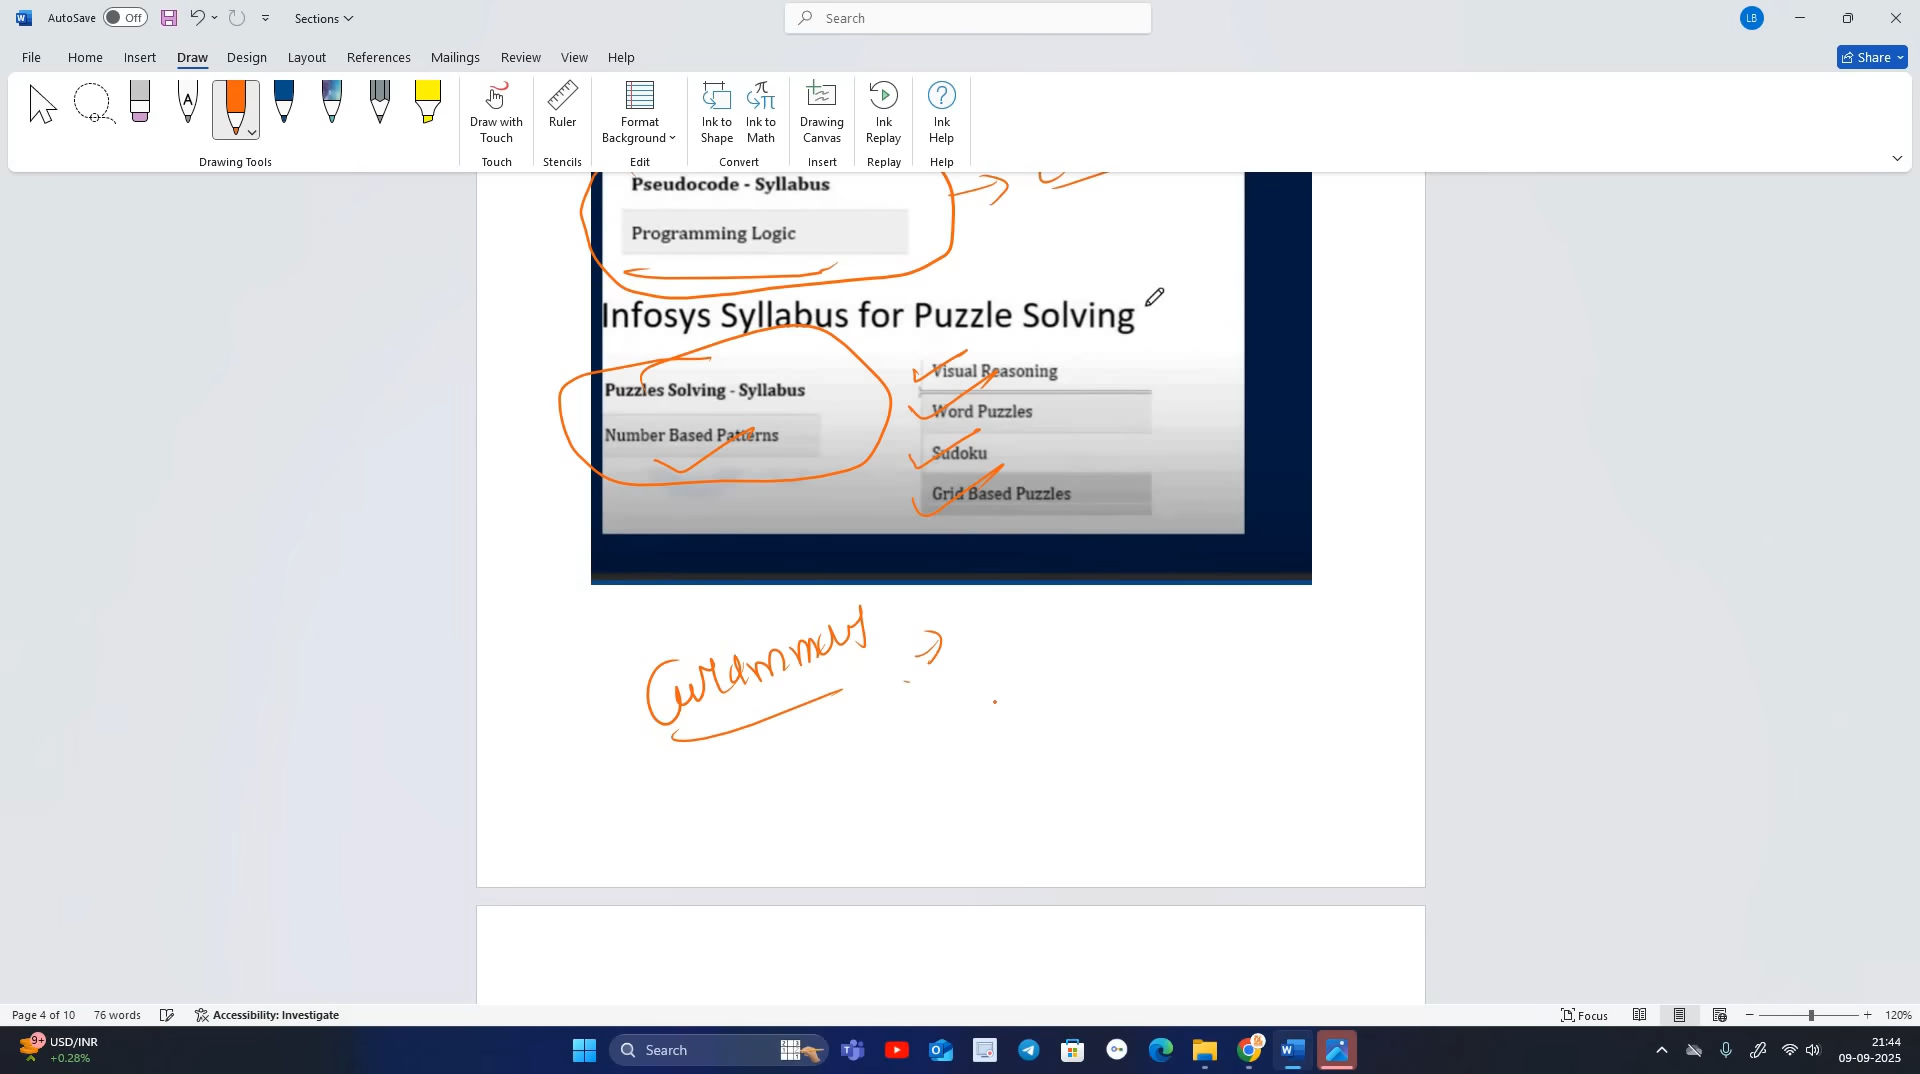 AutoSave Off Sections Search LB
File Home Insert Draw Design Layout References Mailings Review View Help Share
A
Draw with Touch
Ruler
Format Background
Ink to Shape
Ink to Math
Drawing Canvas
Ink Replay
Ink Help
Drawing Tools Touch Stencils Edit Convert Insert Replay Help
Pseudocode - Syllabus
Programming Logic
Infosys Syllabus for Puzzle Solving
Puzzles Solving - Syllabus
Number Based Patterns
Visual Reasoning
Word Puzzles
Sudoku
Grid Based Puzzles
Page 4 of 10 76 words Accessibility: Investigate Focus 120%
9+ USD/INR
+0.28%
Search
21:44
09-09-2025